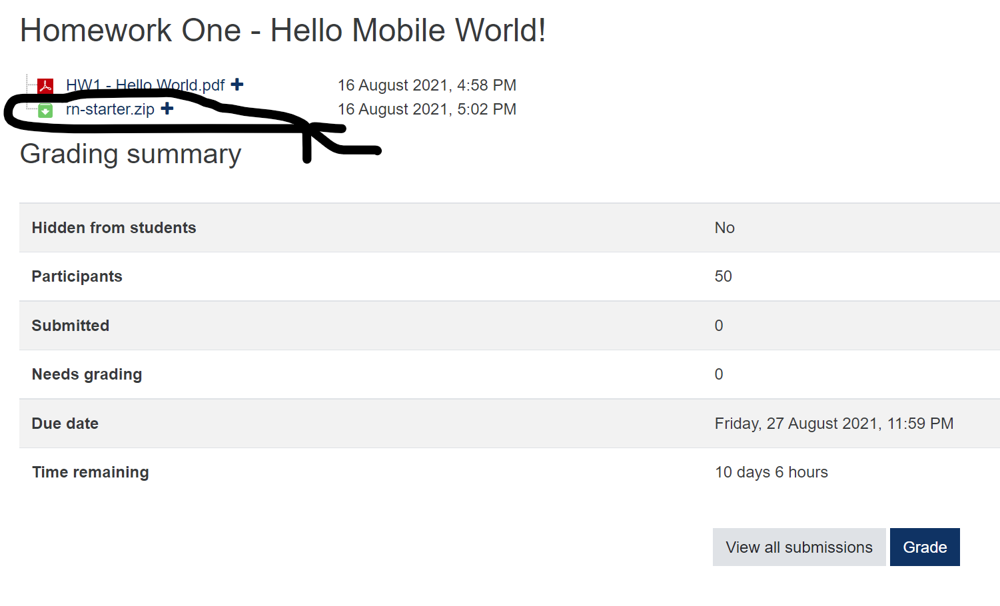 Homework One - Hello Mobile World!
HW1 - Hello World.pdf + 16 August 2021, 4:58 PM
rn-starter.zip + 16 August 2021, 5:02 PM
Grading summary
Hidden from students No
Participants 50
Submitted 0
Needs grading 0
Due date Friday, 27 August 2021, 11:59 PM
Time remaining 10 days 6 hours
View all submissions Grade